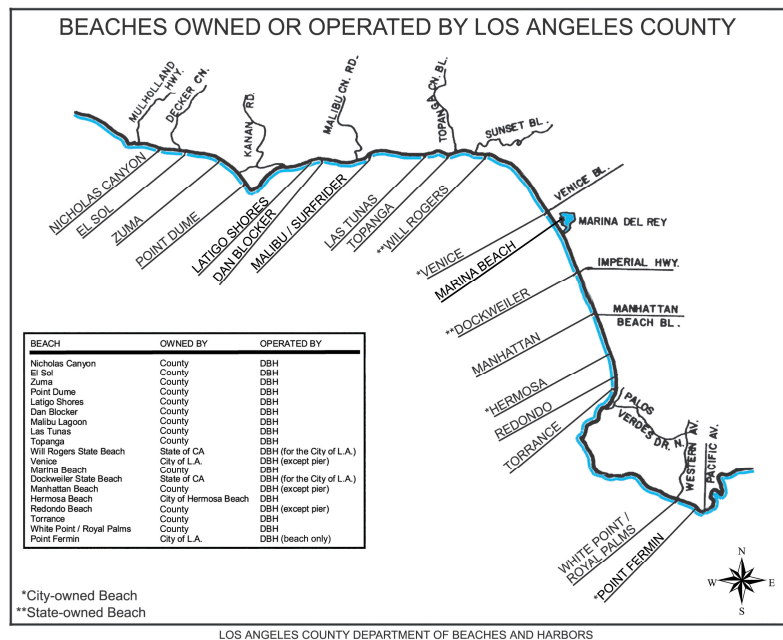 BEACHES OWNED OR OPERATED BY LOS ANGELES COUNTY
MULHOLLAND
HWY.
DECKER CN.
KANAN RD.
MALIBU CN. RD.
TOPANGA CN. BL.
SUNSET BL.
VENICE BL.
MARINA DEL REY
IMPERIAL HWY.
MANHATTAN
BEACH BL.
PALOS
VERDES DR. N.
WESTERN AV.
PACIFIC AV.
NICHOLAS CANYON
EL SOL
ZUMA
POINT DUME
LATIGO SHORES
DAN BLOCKER
MALIBU / SURFRIDER
LAS TUNAS
TOPANGA
**WILL ROGERS
*VENICE
MARINA BEACH
**DOCKWEILER
MANHATTAN
*HERMOSA
REDONDO
TORRANCE
WHITE POINT /
ROYAL PALMS
*POINT FERMIN
BEACH OWNED BY OPERATED BY
Nicholas Canyon County DBH
El Sol County DBH
Zuma County DBH
Point Dume County DBH
Latigo Shores County DBH
Dan Blocker County DBH
Malibu Lagoon County DBH
Las Tunas County DBH
Topanga County DBH
Will Rogers State Beach State of CA DBH (for the City of L.A.)
Venice City of L.A. DBH (except pier)
Marina Beach County DBH
Dockweiler State Beach State of CA DBH (for the City of L.A.)
Manhattan Beach County DBH (except pier)
Hermosa Beach City of Hermosa Beach DBH
Redondo Beach County DBH (except pier)
Torrance County DBH
White Point / Royal Palms County DBH
Point Fermin City of L.A. DBH (beach only)
*City-owned Beach
**State-owned Beach
N
W E
S
LOS ANGELES COUNTY DEPARTMENT OF BEACHES AND HARBORS